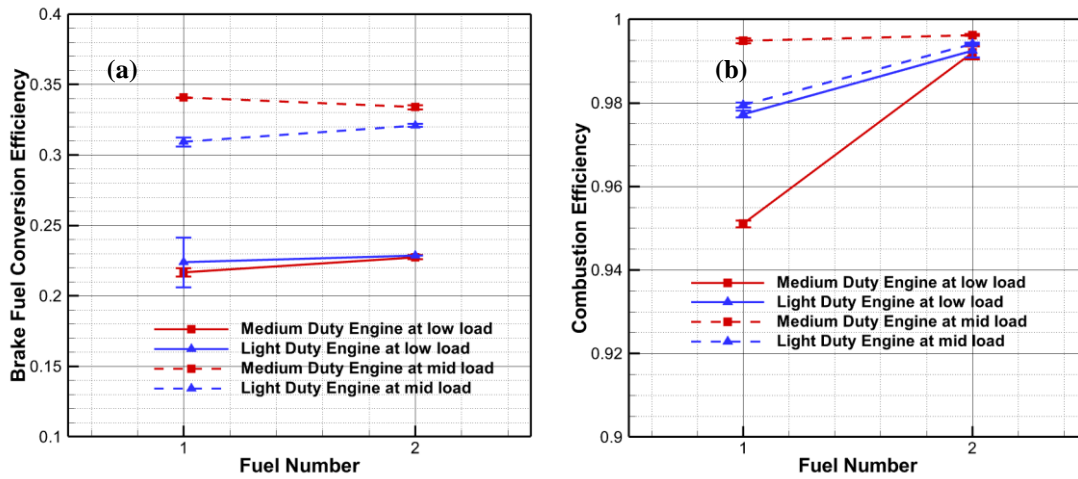 (a)
Brake Fuel Conversion Efficiency
0.4
0.35
0.3
0.25
0.2
0.15
0.1
Medium Duty Engine at low load
Light Duty Engine at low load
Medium Duty Engine at mid load
Light Duty Engine at mid load
1 2
Fuel Number
(b)
Combustion Efficiency
1
0.98
0.96
0.94
0.92
0.9
Medium Duty Engine at low load
Light Duty Engine at low load
Medium Duty Engine at mid load
Light Duty Engine at mid load
1 2
Fuel Number